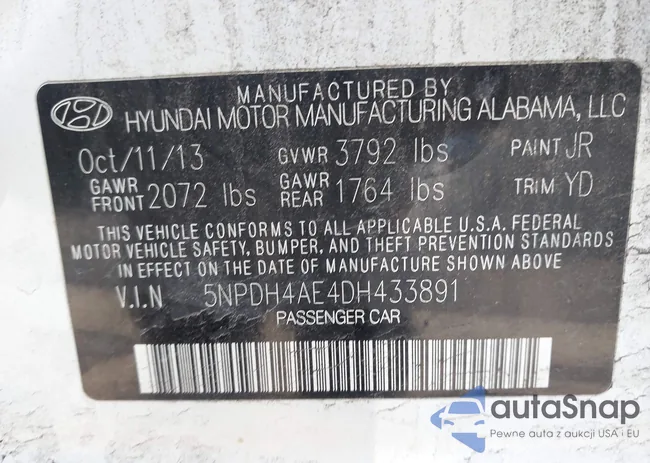 MANUFACTURED BY
HYUNDAI MOTOR MANUFACTURING ALABAMA, LLC
Oct/11/13 GVWR 3792 lbs PAINT JR
GAWR FRONT 2072 lbs GAWR REAR 1764 lbs TRIM YD
THIS VEHICLE CONFORMS TO ALL APPLICABLE U.S.A. FEDERAL
MOTOR VEHICLE SAFETY, BUMPER, AND THEFT PREVENTION STANDARDS
IN EFFECT ON THE DATE OF MANUFACTURE SHOWN ABOVE.
V.I.N 5NPDH4AE4DH433891
PASSENGER CAR
autaSnap
Pewne auta z aukcji USA i EU